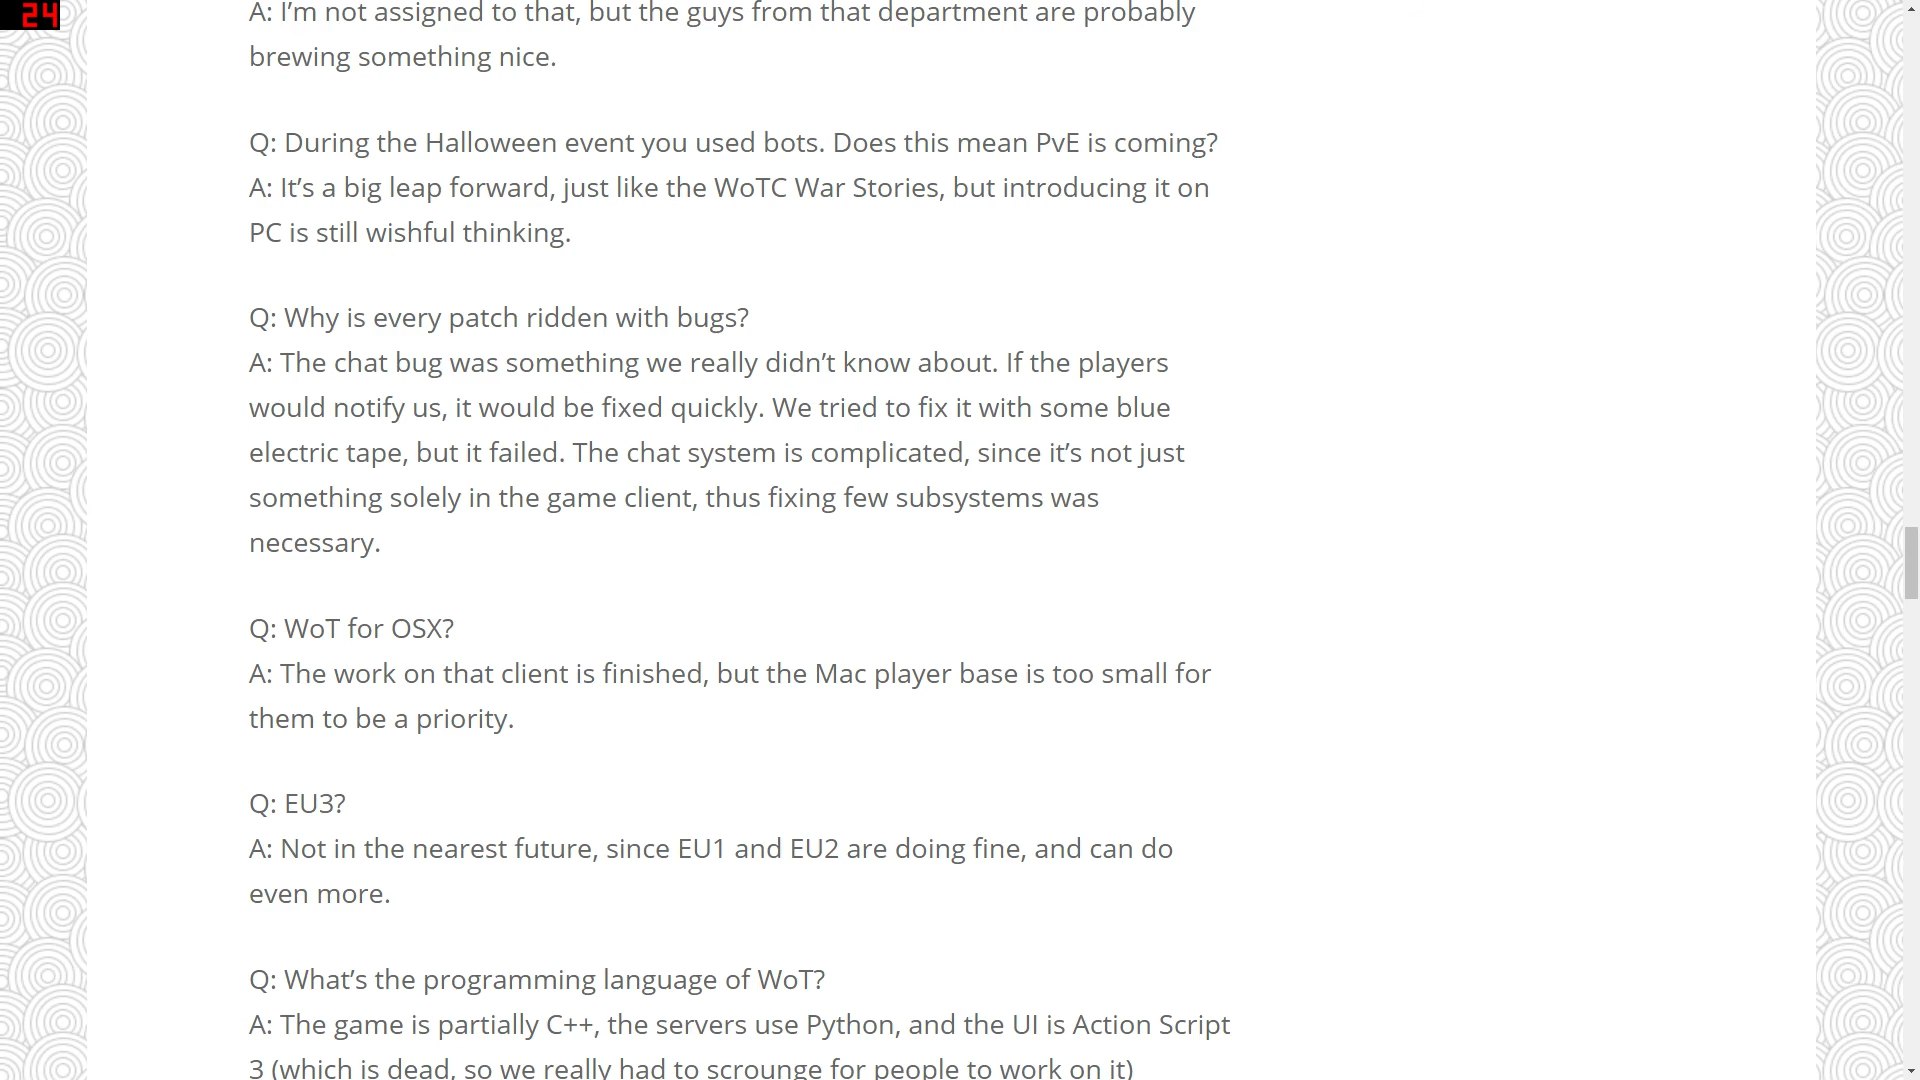 24
A: I’m not assigned to that, but the guys from that department are probably
brewing something nice.
Q: During the Halloween event you used bots. Does this mean PvE is coming?
A: It’s a big leap forward, just like the WoTC War Stories, but introducing it on
PC is still wishful thinking.
Q: Why is every patch ridden with bugs?
A: The chat bug was something we really didn’t know about. If the players
would notify us, it would be fixed quickly. We tried to fix it with some blue
electric tape, but it failed. The chat system is complicated, since it’s not just
something solely in the game client, thus fixing few subsystems was
necessary.
Q: WoT for OSX?
A: The work on that client is finished, but the Mac player base is too small for
them to be a priority.
Q: EU3?
A: Not in the nearest future, since EU1 and EU2 are doing fine, and can do
even more.
Q: What’s the programming language of WoT?
A: The game is partially C++, the servers use Python, and the UI is Action Script
3 (which is dead, so we really had to scrounge for people to work on it)